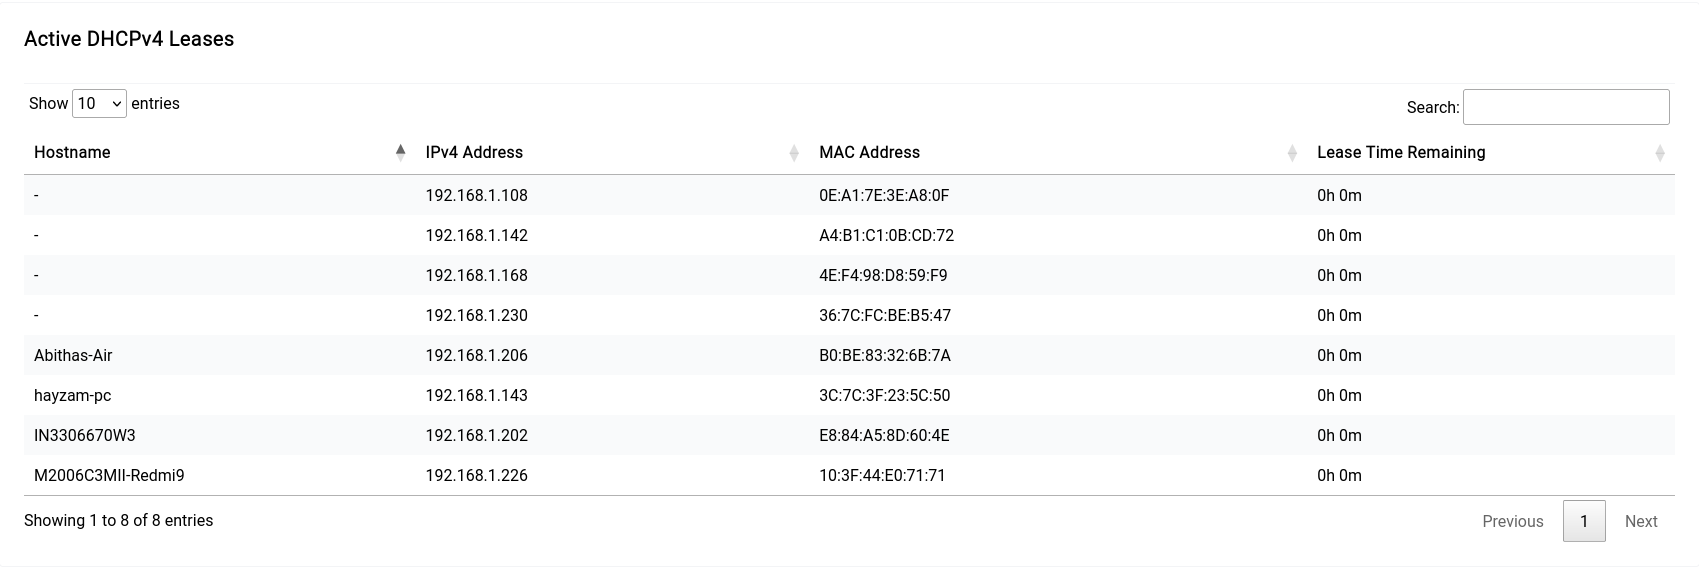 Active DHCPv4 Leases
Show 10 entries
Search:
Hostname IPv4 Address MAC Address Lease Time Remaining
- 192.168.1.108 0E:A1:7E:3E:A8:0F 0h 0m
- 192.168.1.142 A4:B1:C1:0B:CD:72 0h 0m
- 192.168.1.168 4E:F4:98:D8:59:F9 0h 0m
- 192.168.1.230 36:7C:FC:BE:B5:47 0h 0m
Abithas-Air 192.168.1.206 B0:BE:83:32:6B:7A 0h 0m
hayzam-pc 192.168.1.143 3C:7C:3F:23:5C:50 0h 0m
IN3306670W3 192.168.1.202 E8:84:A5:8D:60:4E 0h 0m
M2006C3MII-Redmi9 192.168.1.226 10:3F:44:E0:71:71 0h 0m
Showing 1 to 8 of 8 entries
Previous 1 Next